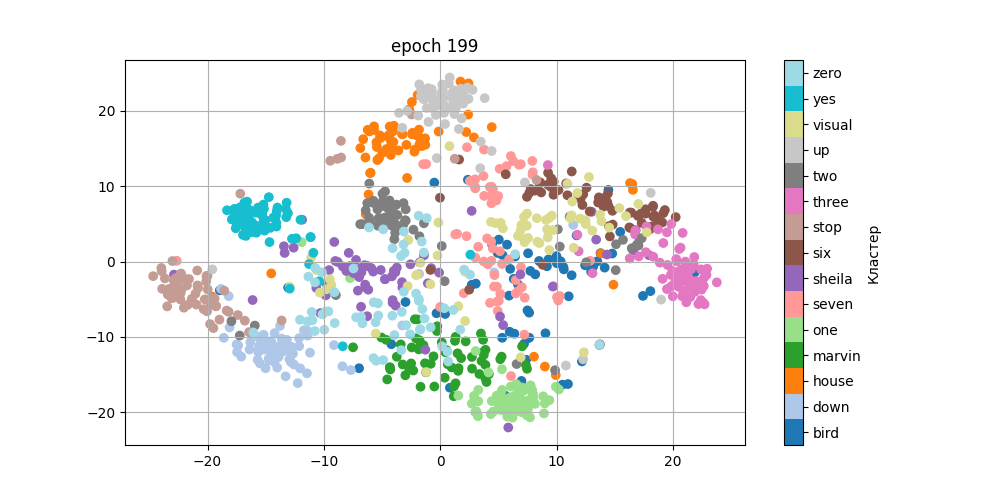 epoch 199
20
10
0
−10
−20
−20
−10
0
10
20
zero
yes
visual
up
two
three
stop
six
sheila
seven
one
marvin
house
down
bird
Кластер